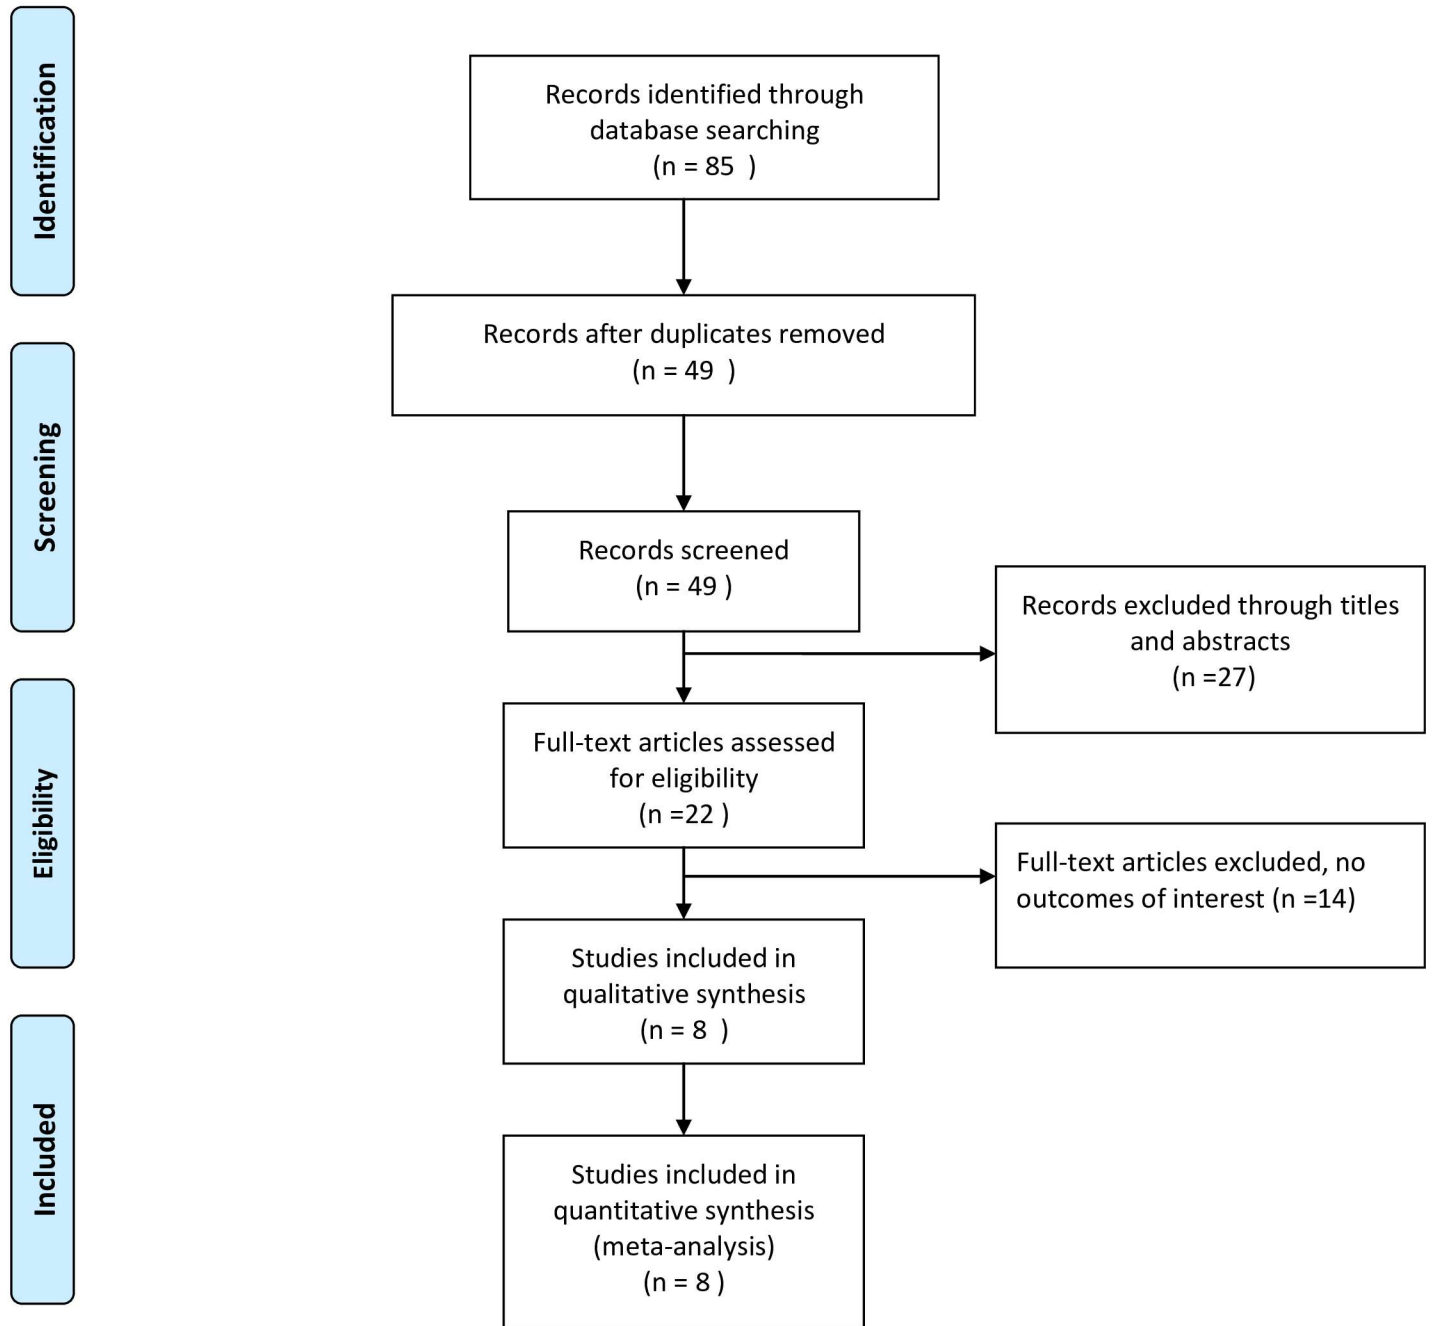 Identification
Records identified through
database searching
(n = 85  )
Records after duplicates removed
(n = 49  )
Screening
Records screened
(n = 49 )
Records excluded through titles
and abstracts
(n =27)
Eligibility
Full-text articles assessed
for eligibility
(n =22 )
Full-text articles excluded, no
outcomes of interest (n =14)
Studies included in
qualitative synthesis
(n = 8  )
Included
Studies included in
quantitative synthesis
(meta-analysis)
(n = 8 )